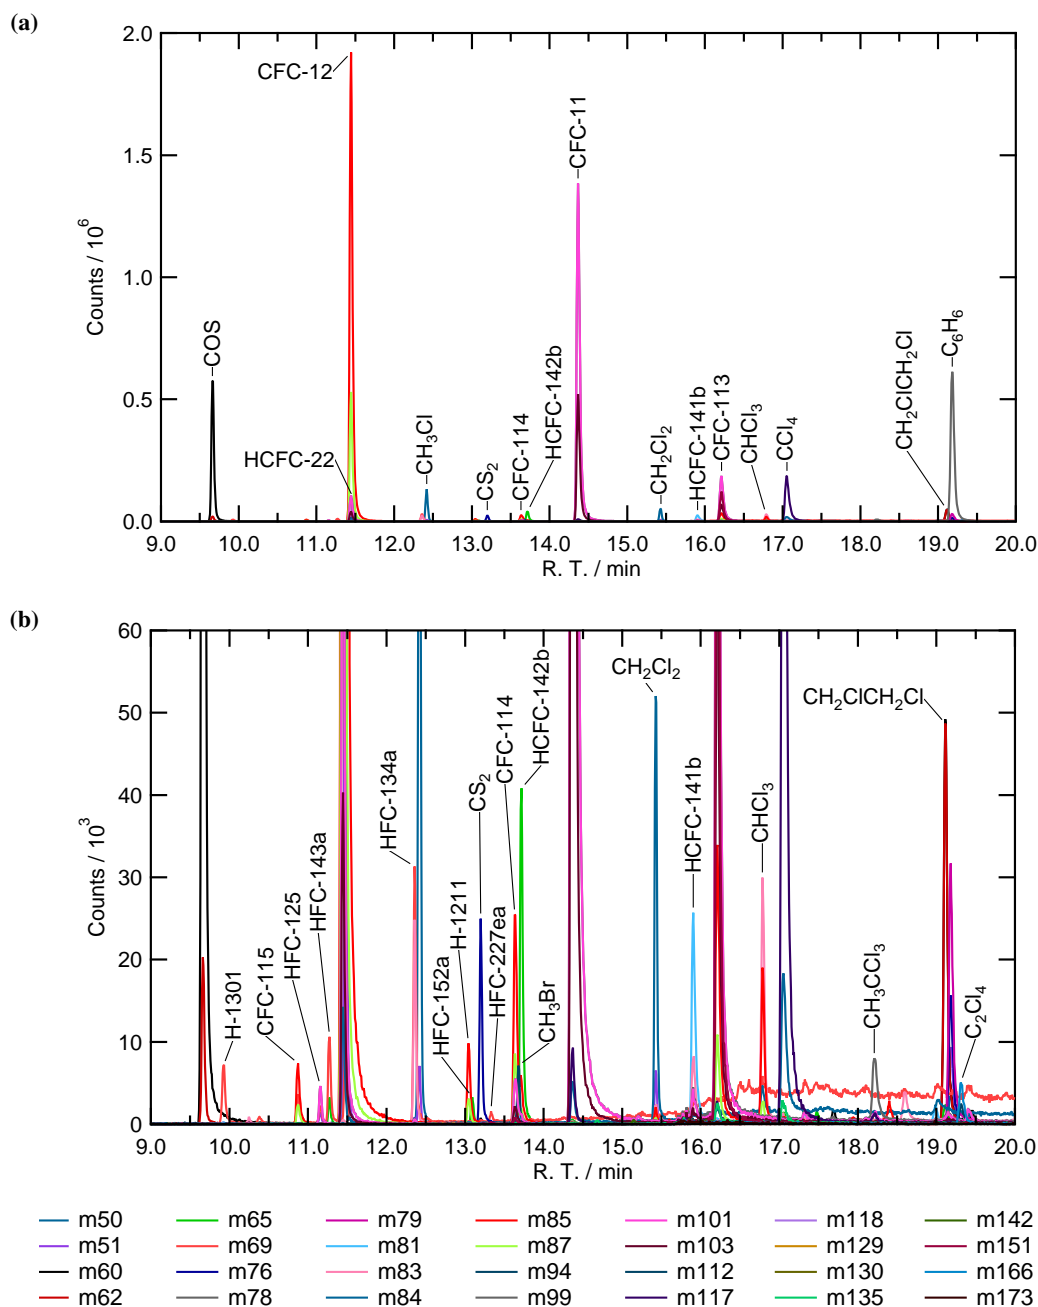 (a)
2.0
1.5
1.0
0.5
0.0
Counts / 10⁶
COS
CFC-12
HCFC-22
CH₃Cl
CS₂
CFC-114
HCFC-142b
CFC-11
CH₂Cl₂
HCFC-141b
CFC-113
CHCl₃
CCl₄
CH₂ClCH₂Cl
C₆H₆
9.0 10.0 11.0 12.0 13.0 14.0 15.0 16.0 17.0 18.0 19.0 20.0
R. T. / min
(b)
60
50
40
30
20
10
0
Counts / 10³
H-1301
CFC-115
HFC-125
HFC-143a
HFC-134a
HFC-152a
H-1211
CS₂
HFC-227ea
CFC-114
HCFC-142b
CH₃Br
CH₂Cl₂
HCFC-141b
CHCl₃
CH₃CCl₃
CH₂ClCH₂Cl
C₂Cl₄
9.0 10.0 11.0 12.0 13.0 14.0 15.0 16.0 17.0 18.0 19.0 20.0
R. T. / min
m50 m65 m79 m85 m101 m118 m142
m51 m69 m81 m87 m103 m129 m151
m60 m76 m83 m94 m112 m130 m166
m62 m78 m84 m99 m117 m135 m173